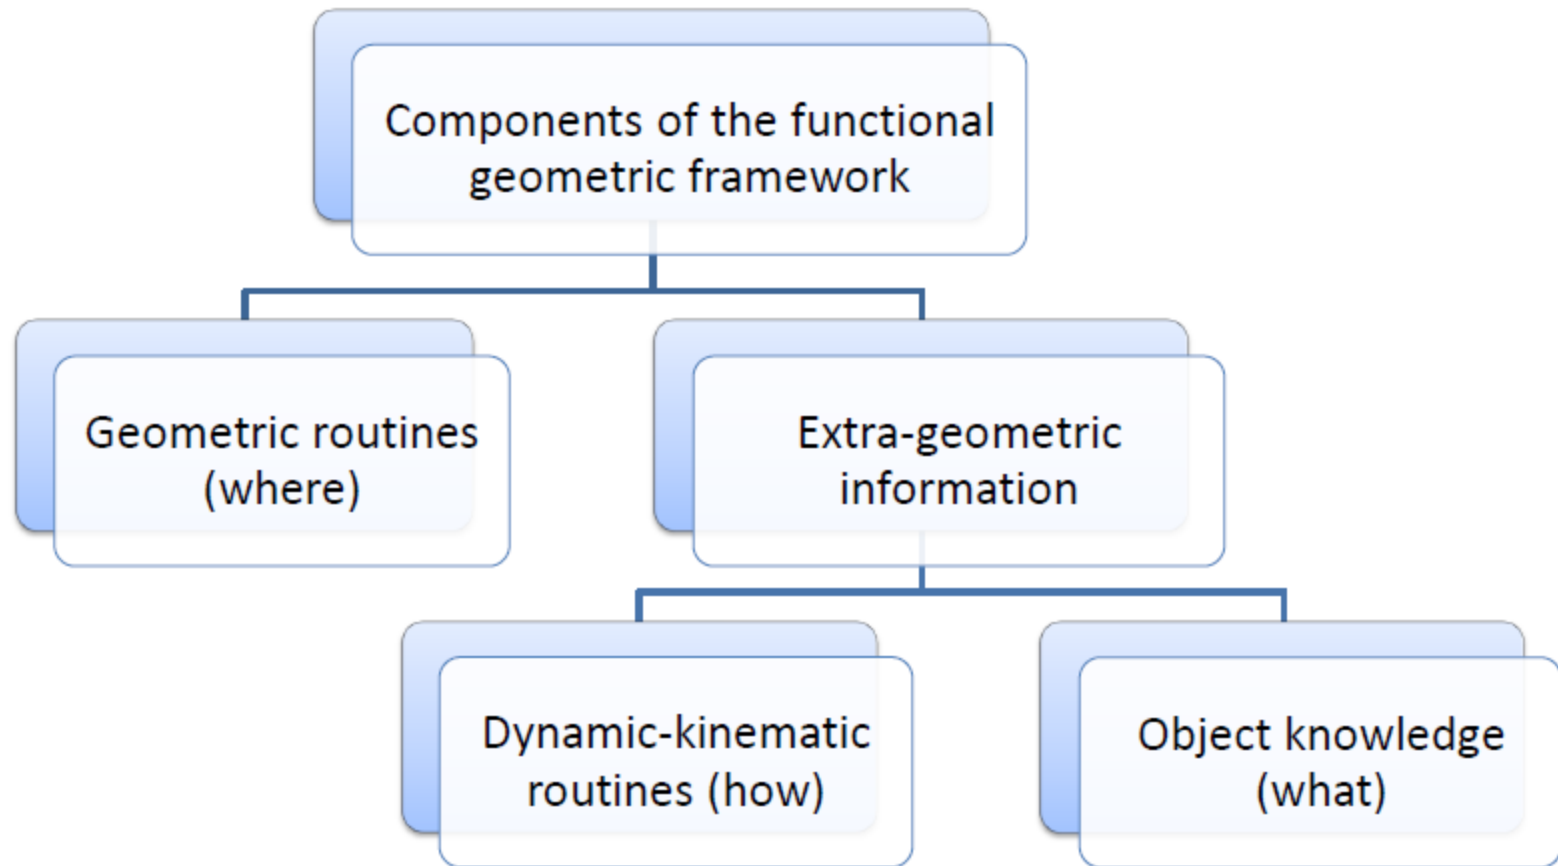 Components of the functional
geometric framework
Geometric routines
(where)
Extra-geometric
information
Dynamic-kinematic
routines (how)
Object knowledge
(what)